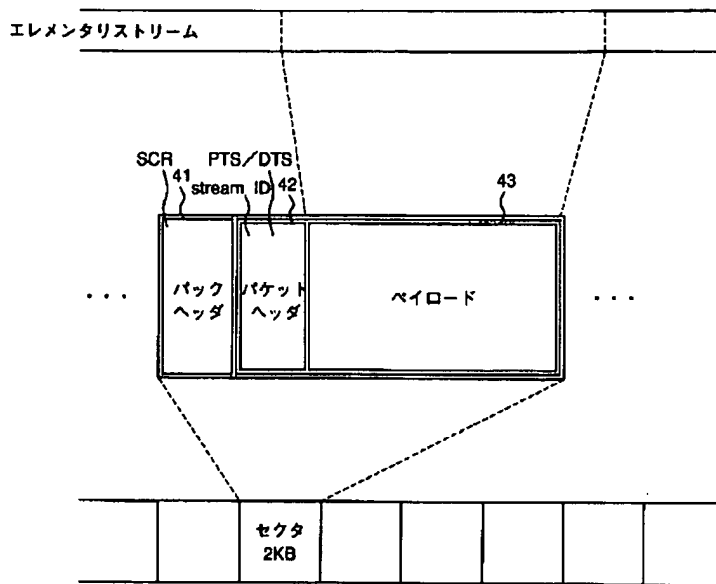 エレメンタリストリーム
SCR PTS/DTS
41 stream ID 42 43
パック
ヘッダ
パケット
ヘッダ
ペイロード
... ...
セクタ
2KB